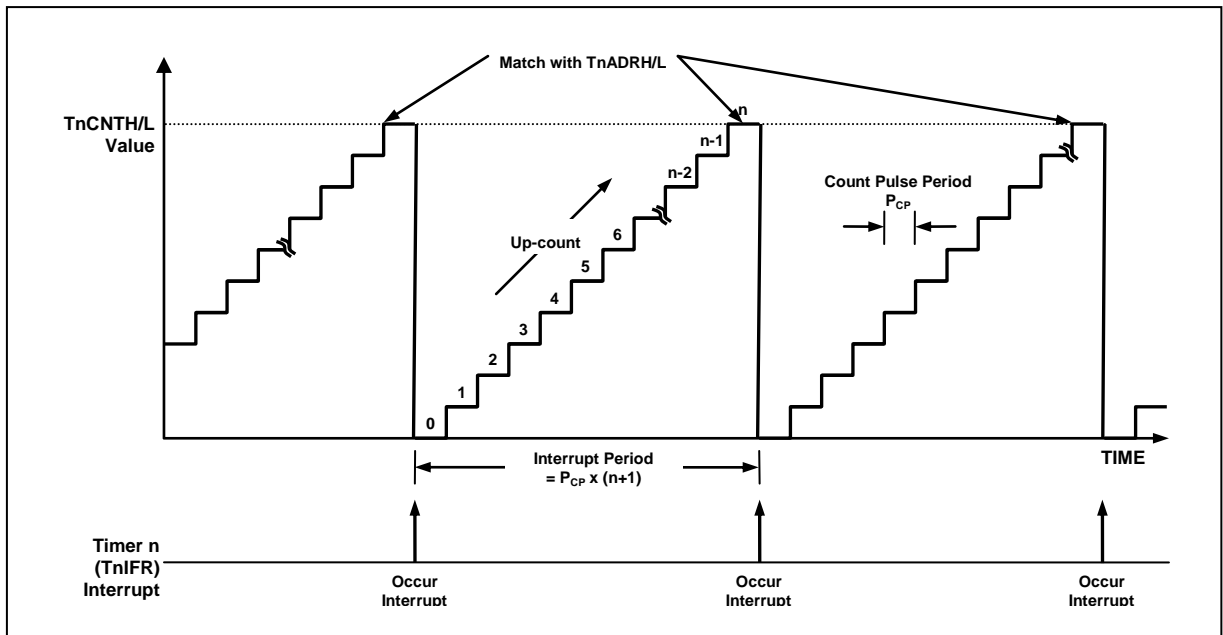 Match with TnADRH/L
TnCNTH/L
Value
n
n-1
n-2
6
5
4
3
2
1
0
Up-count
Count Pulse Period
PCP
TIME
Interrupt Period
= PCP x (n+1)
Timer n
(TnIFR)
Interrupt
Occur
Interrupt
Occur
Interrupt
Occur
Interrupt